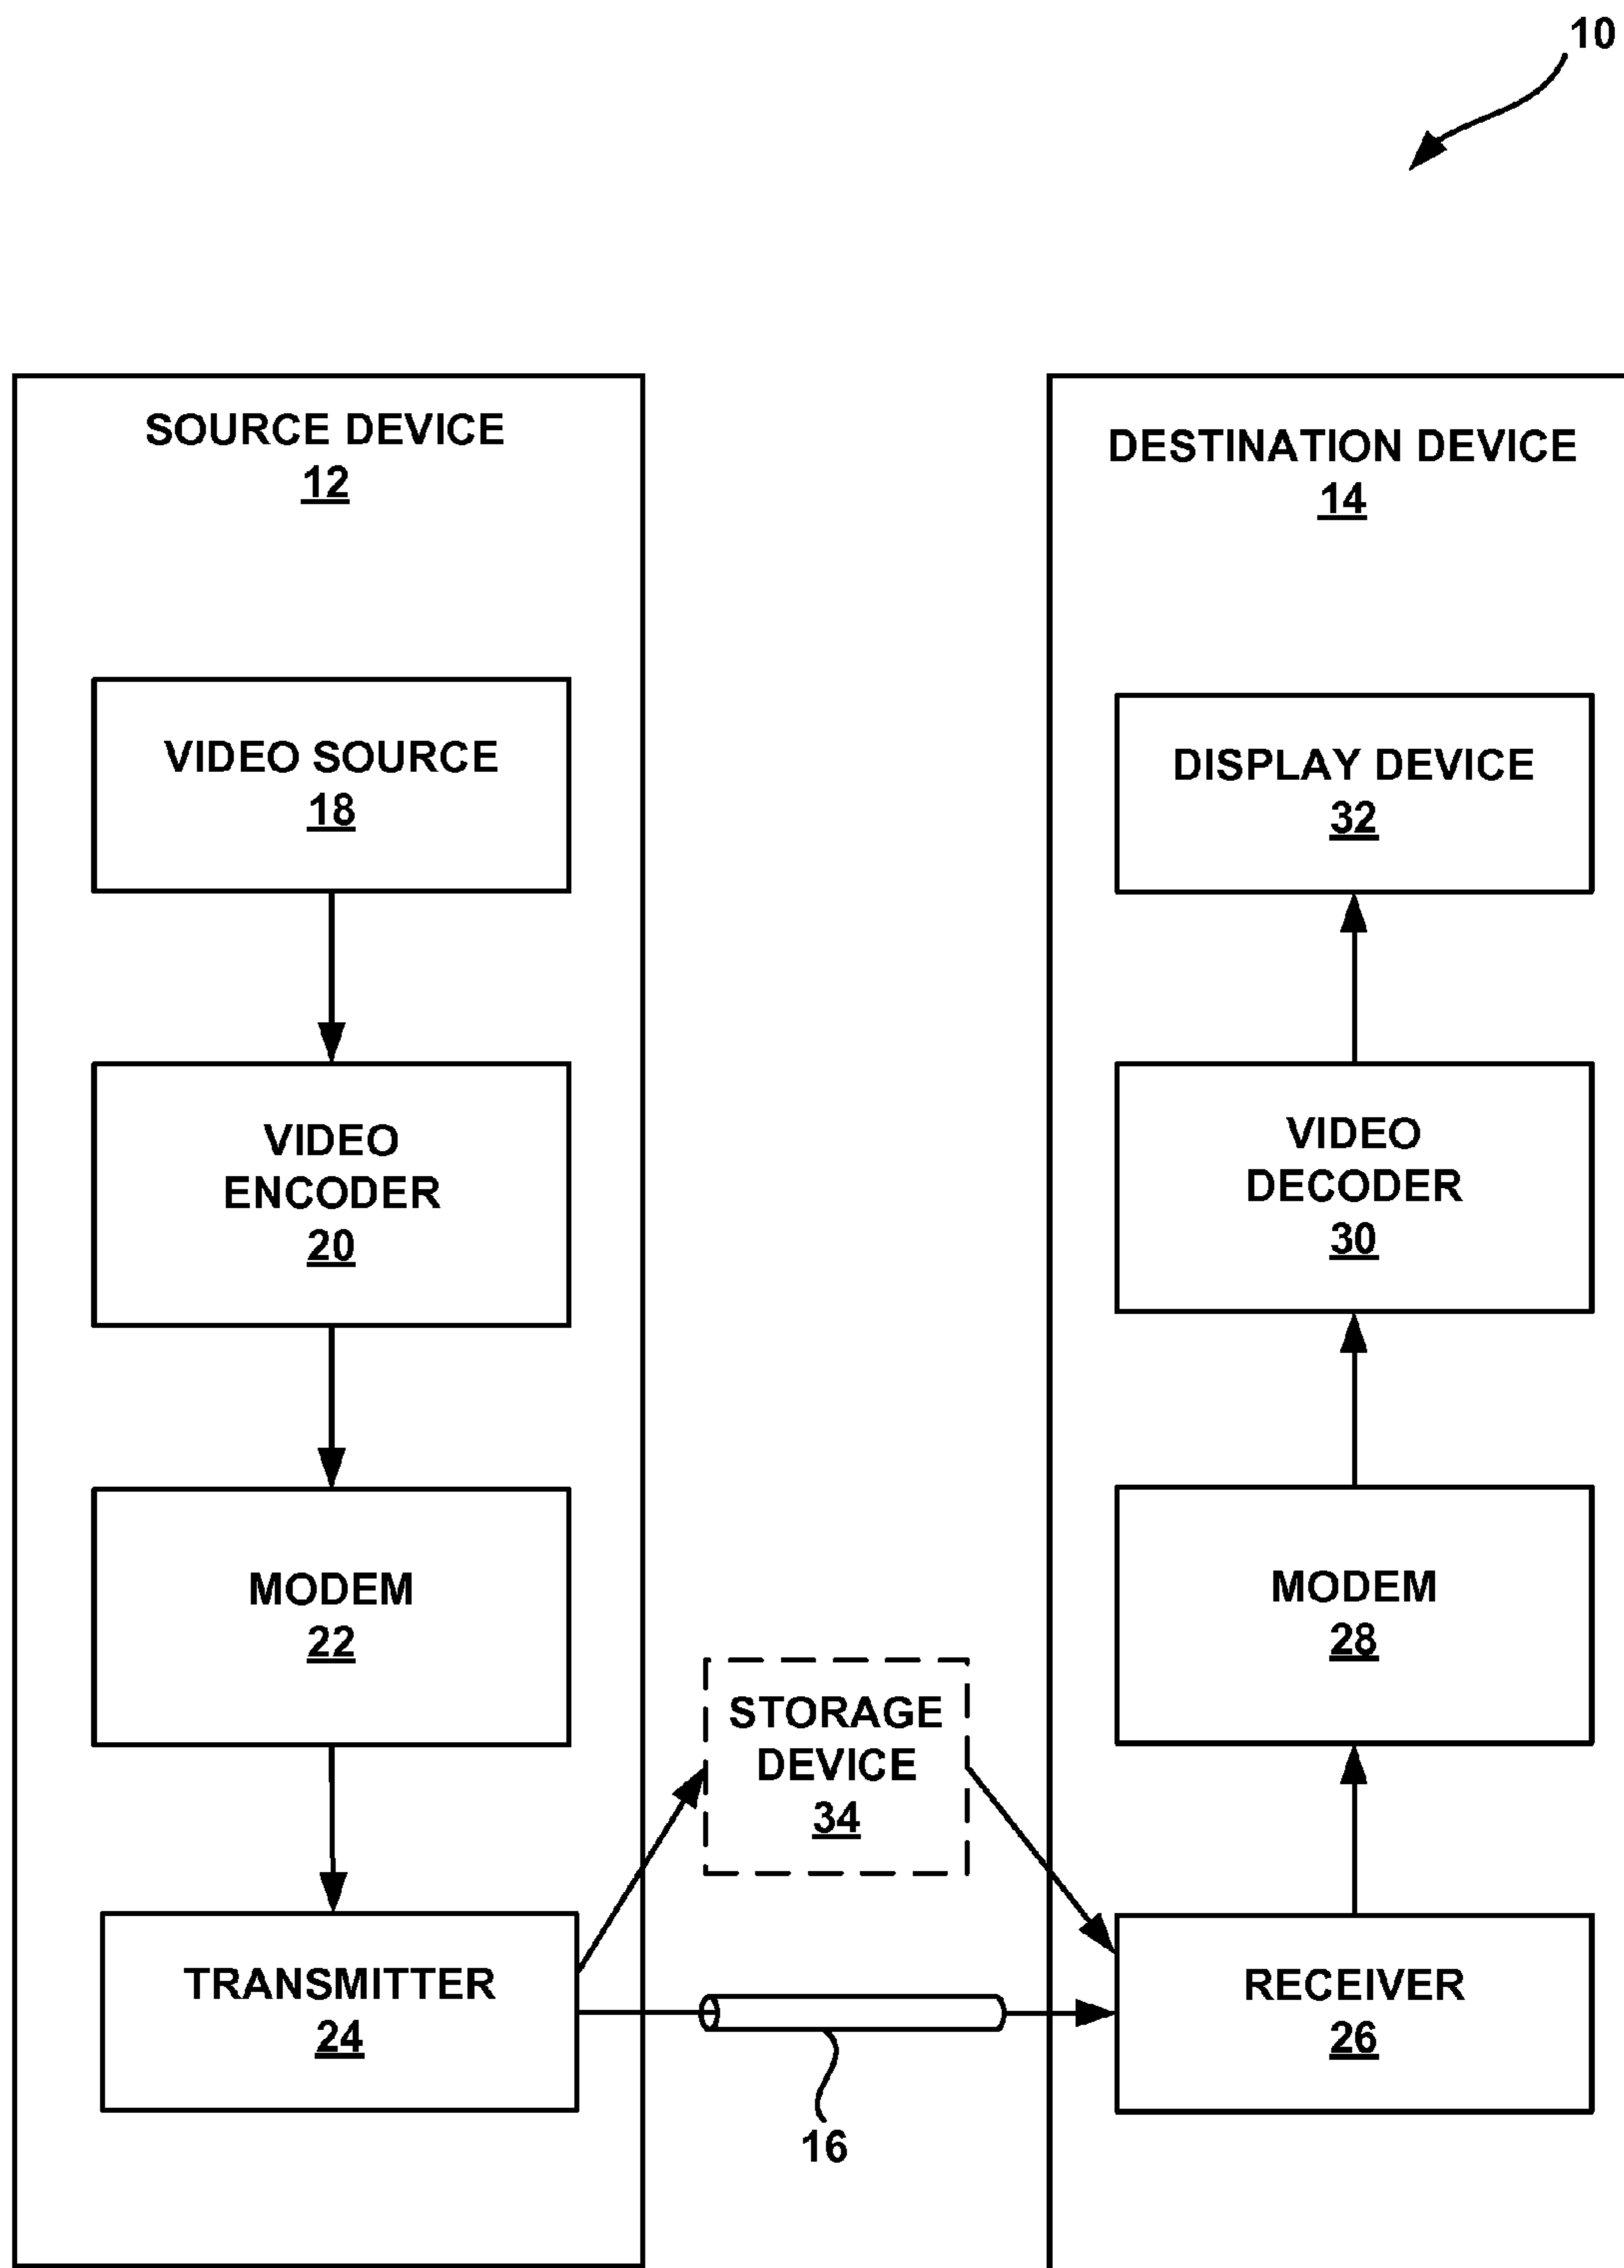 10
SOURCE DEVICE
12
VIDEO SOURCE
18
VIDEO
ENCODER
20
MODEM
22
TRANSMITTER
24
STORAGE
DEVICE
34
16
DESTINATION DEVICE
14
DISPLAY DEVICE
32
VIDEO
DECODER
30
MODEM
28
RECEIVER
26